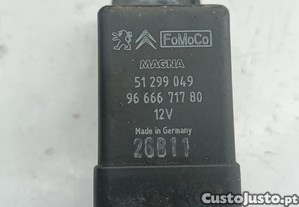 FoMoCo
MAGNA
51 299 049
96 666 717 80
12V
Made in Germany
26B11
CustoJusto.pt